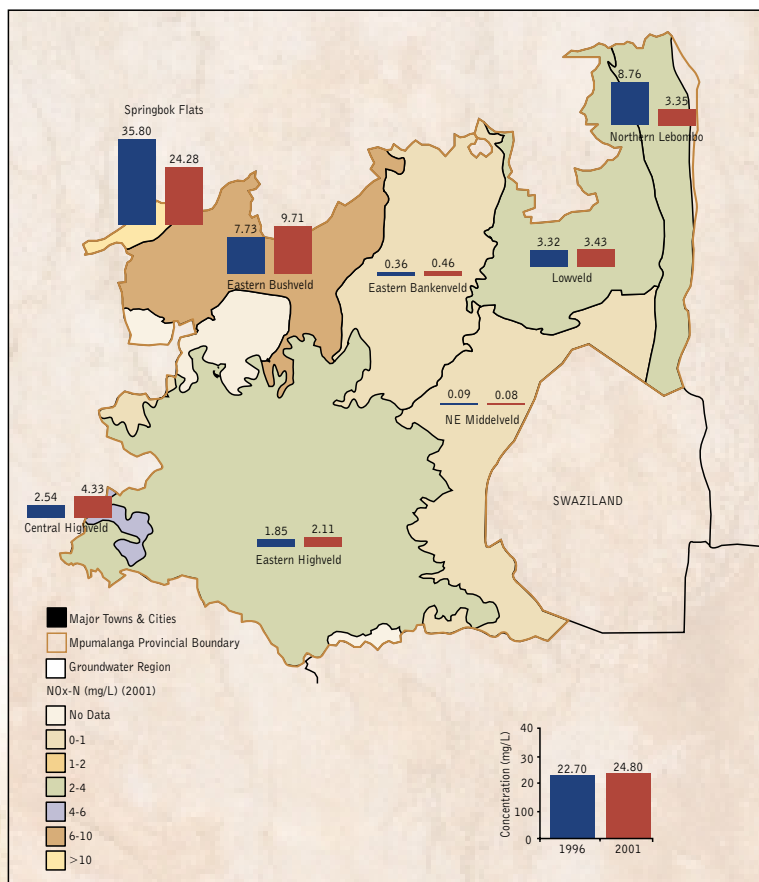 Springbok Flats
35.80
24.28
8.76
3.35
Northern Lebombo
7.73
9.71
Eastern Bushveld
0.36
0.46
Eastern Bankenveld
3.32
3.43
Lowveld
0.09
0.08
NE Middelveld
SWAZILAND
2.54
4.33
Central Highveld
1.85
2.11
Eastern Highveld
Major Towns & Cities
Mpumalanga Provincial Boundary
Groundwater Region
NOx-N (mg/L) (2001)
No Data
0-1
1-2
2-4
4-6
6-10
>10
Concentration (mg/L)
40
30
20
100
0
22.70
24.80
1996
2001